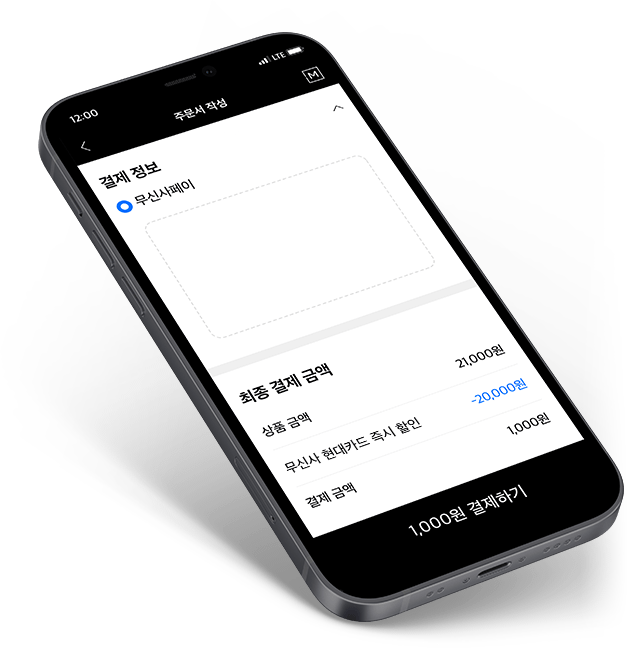 12:00 LTE
주문서 작성 M
결제 정보
무신사페이
최종 결제 금액
상품 금액 21,000원
무신사 현대카드 즉시 할인 -20,000원
결제 금액 1,000원
1,000원 결제하기